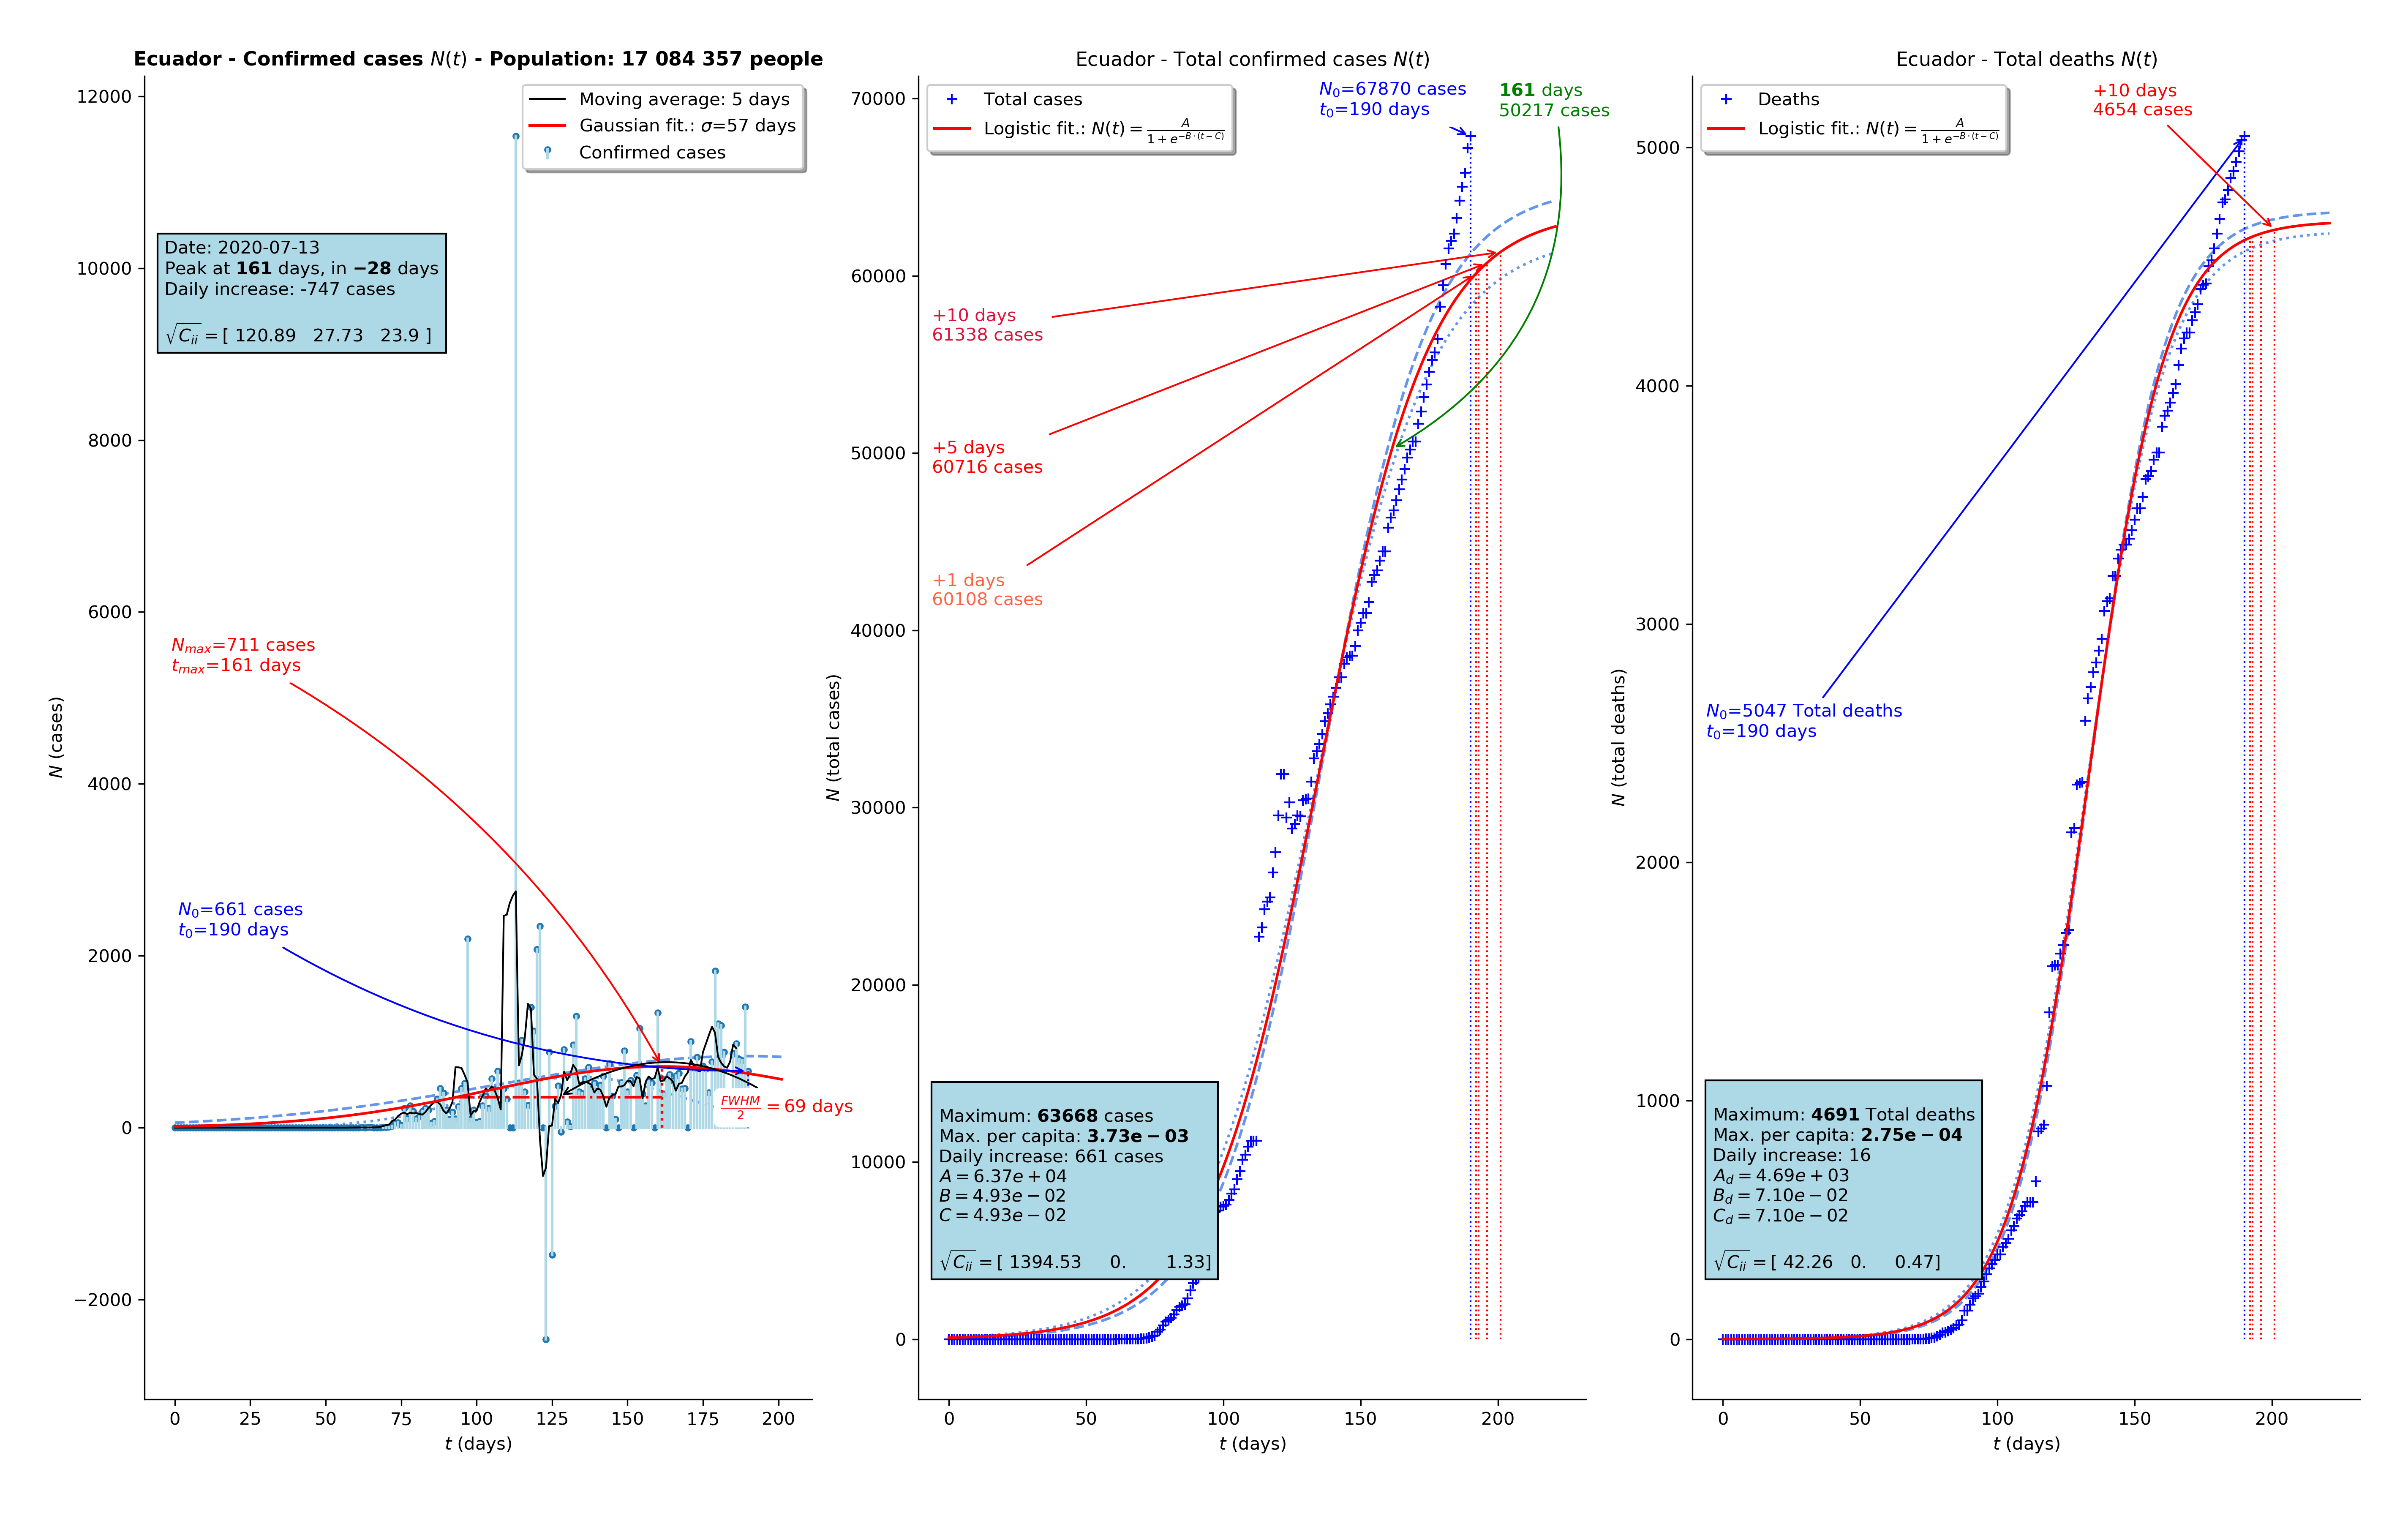 Ecuador - Confirmed cases N(t) - Population: 17 084 357 people
Moving average: 5 days
Gaussian fit.: σ=57 days
Confirmed cases
Date: 2020-07-13
Peak at 161 days, in −28 days
Daily increase: -747 cases
√C_ii = [ 120.89 27.73 23.9 ]
N_max=711 cases
t_max=161 days
N_0=661 cases
t_0=190 days
FWHM/2 = 69 days
12000
10000
8000
6000
4000
2000
0
−2000
N (cases)
0 25 50 75 100 125 150 175 200
t (days)
Ecuador - Total confirmed cases N(t)
Total cases
Logistic fit.: N(t) = A/(1 + e^{−B·(t−C)})
N_0=67870 cases
t_0=190 days
161 days
50217 cases
+10 days
61338 cases
+5 days
60716 cases
+1 days
60108 cases
Maximum: 63668 cases
Max. per capita: 3.73e − 03
Daily increase: 661 cases
A = 6.37e + 04
B = 4.93e − 02
C = 4.93e − 02
√C_ii = [ 1394.53 0. 1.33]
70000
60000
50000
40000
30000
20000
10000
0
N (total cases)
0 50 100 150 200
t (days)
Ecuador - Total deaths N(t)
Deaths
Logistic fit.: N(t) = A/(1 + e^{−B·(t−C)})
+10 days
4654 cases
N_0=5047 Total deaths
t_0=190 days
Maximum: 4691 Total deaths
Max. per capita: 2.75e − 04
Daily increase: 16
A_d = 4.69e + 03
B_d = 7.10e − 02
C_d = 7.10e − 02
√C_ii = [ 42.26 0. 0.47]
5000
4000
3000
2000
1000
0
N (total deaths)
0 50 100 150 200
t (days)